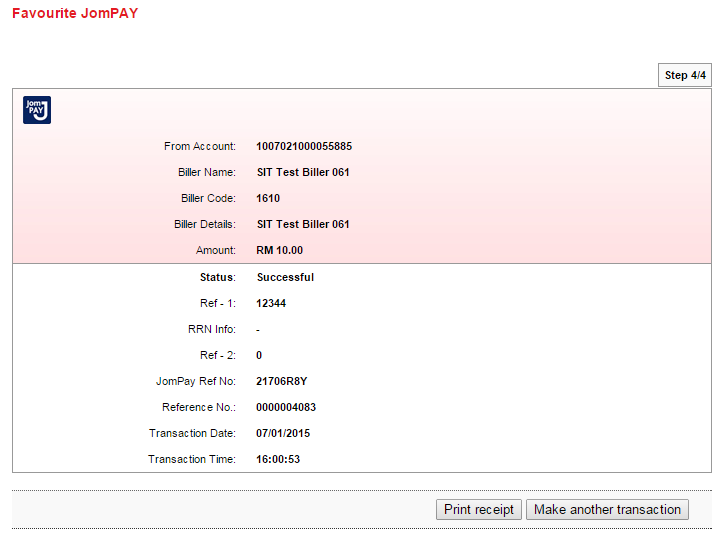 Favourite JomPAY
Step 4/4
Jom
PAY
From Account: 1007021000055885
Biller Name: SIT Test Biller 061
Biller Code: 1610
Biller Details: SIT Test Biller 061
Amount: RM 10.00
Status: Successful
Ref - 1: 12344
RRN Info: -
Ref - 2: 0
JomPay Ref No: 21706R8Y
Reference No.: 0000004083
Transaction Date: 07/01/2015
Transaction Time: 16:00:53
Print receipt Make another transaction